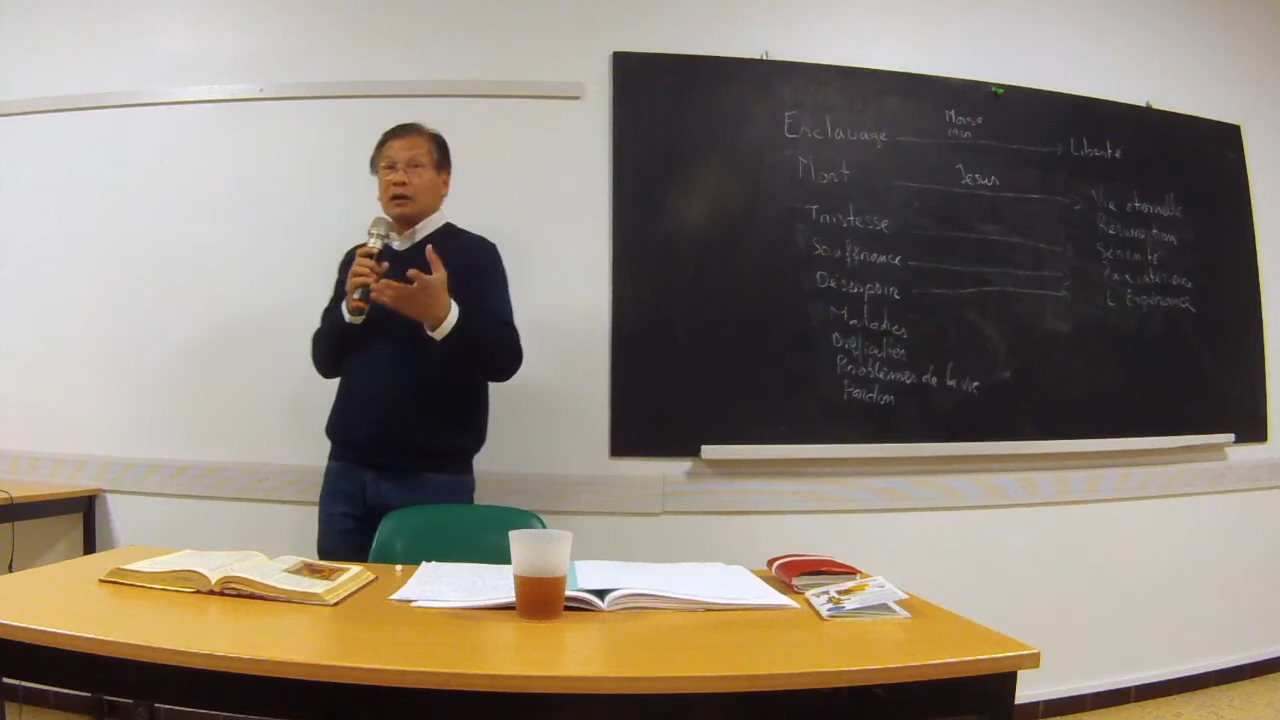 Esclavage Moïse Liberté
Mort Jésus Vie éternelle
Tristesse Résurrection
Souffrance Sérénité
Désespoir L'Espérance
Maladies
Difficultés
Problèmes de la vie
Pardon